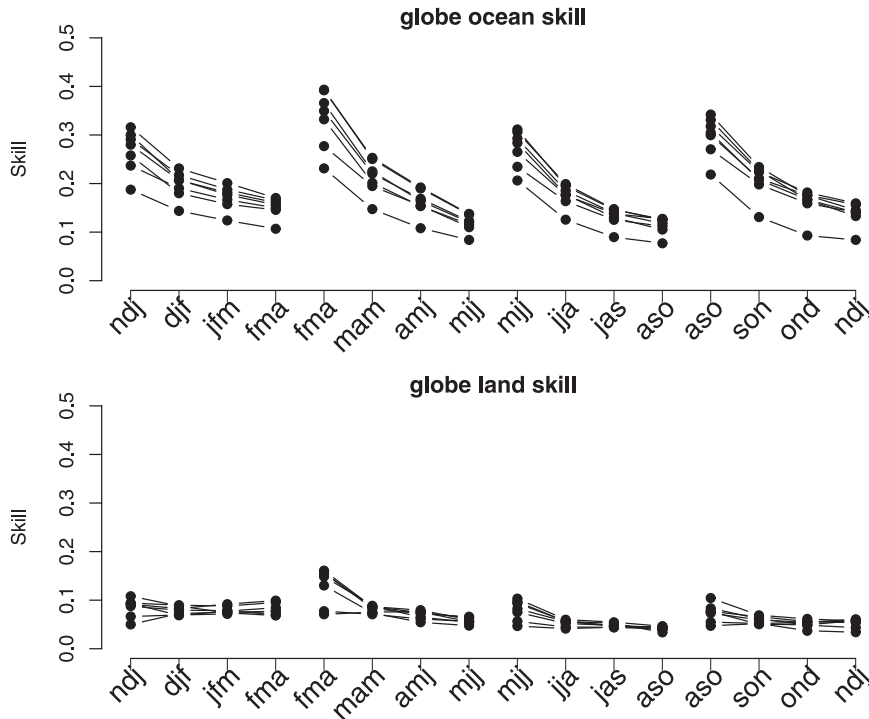 globe ocean skill
Skill
0.0 0.1 0.2 0.3 0.4 0.5
ndj djf jfm fma fma mam amj mjj mjj jja jas aso aso son ond ndj
globe land skill
Skill
0.0 0.1 0.2 0.3 0.4 0.5
ndj djf jfm fma fma mam amj mjj mjj jja jas aso aso son ond ndj